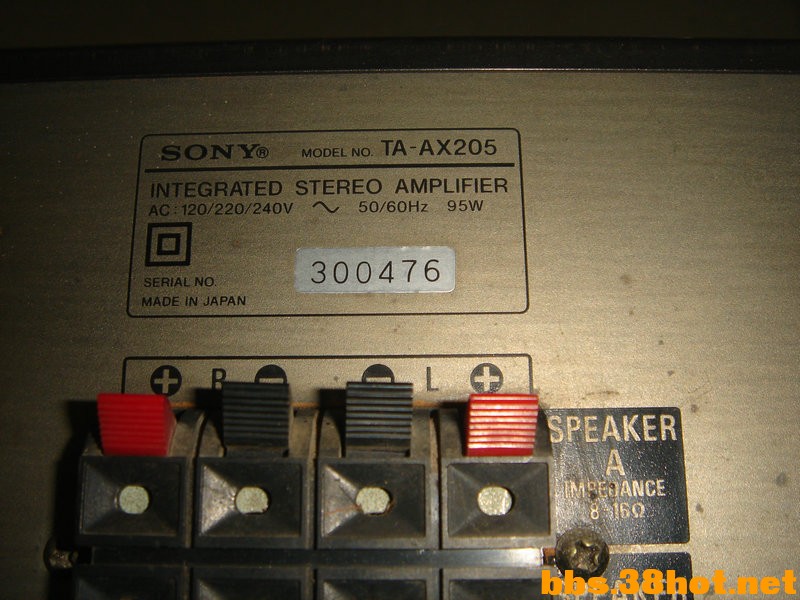 SONY® MODEL NO. TA-AX205
INTEGRATED STEREO AMPLIFIER
AC:120/220/240V ~ 50/60Hz 95W
SERIAL NO. 300476
MADE IN JAPAN
+ R - - L +
SPEAKER
A
IMPEDANCE
8 16Ω
SPEAKER
bbs.38hot.net